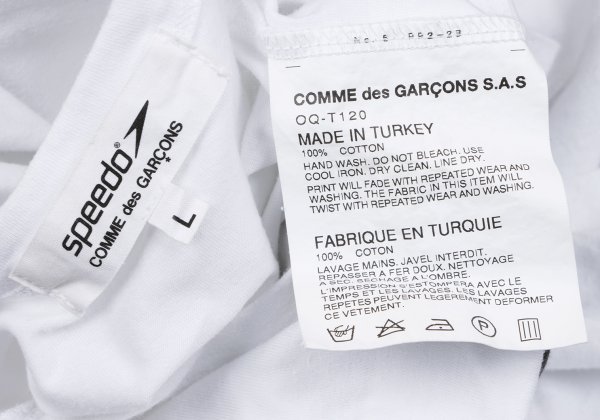 speedo
COMME des GARÇONS
L
No. 5 PP2-23
COMME des GARÇONS S.A.S
OQ-T120
MADE IN TURKEY
100% COTTON
HAND WASH. DO NOT BLEACH. USE
COOL IRON. DRY CLEAN. LINE DRY.
PRINT WILL FADE WITH REPEATED WEAR AND
WASHING. THE FABRIC IN THIS ITEM WILL
TWIST WITH REPEATED WEAR AND WASHING.
FABRIQUE EN TURQUIE
100% COTON
LAVAGE MAINS. JAVEL INTERDIT.
REPASSER A FER DOUX. NETTOYAGE
A SEC. SECHAGE A L'OMBRE.
L'IMPRESSION S'ESTOMPERA AVEC LE
TEMPS ET LES LAVAGES. LES LAVAGES
REPETES PEUVENT LEGEREMENT DEFORMER
CE VETEMENT.
P